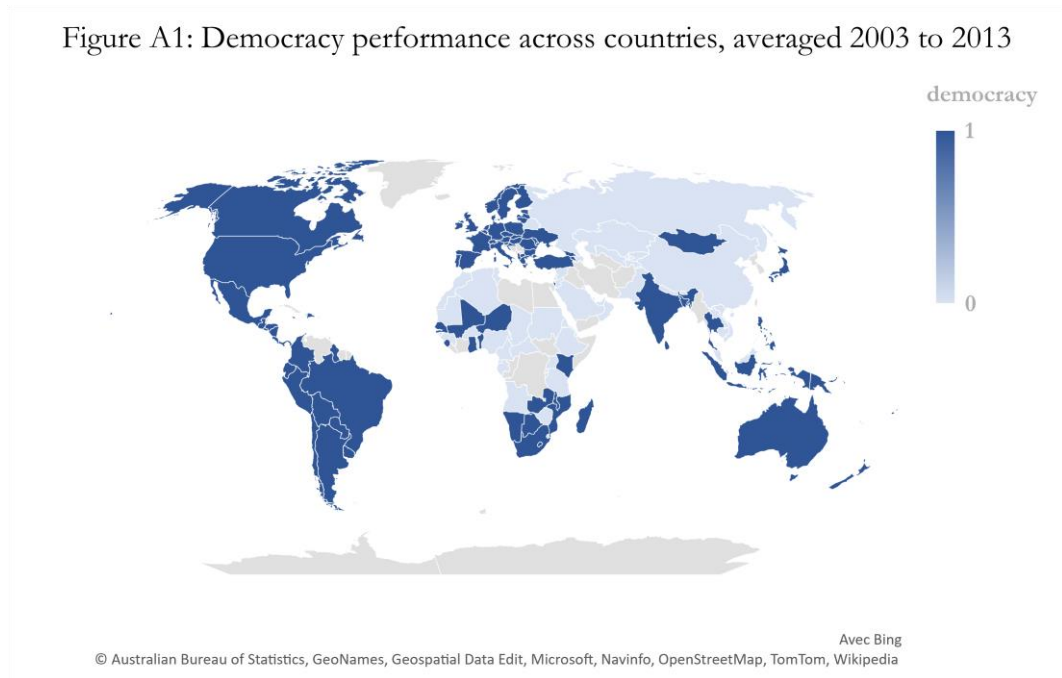 Figure A1: Democracy performance across countries, averaged 2003 to 2013
democracy
1
0
Avec Bing
© Australian Bureau of Statistics, GeoNames, Geospatial Data Edit, Microsoft, Navinfo, OpenStreetMap, TomTom, Wikipedia